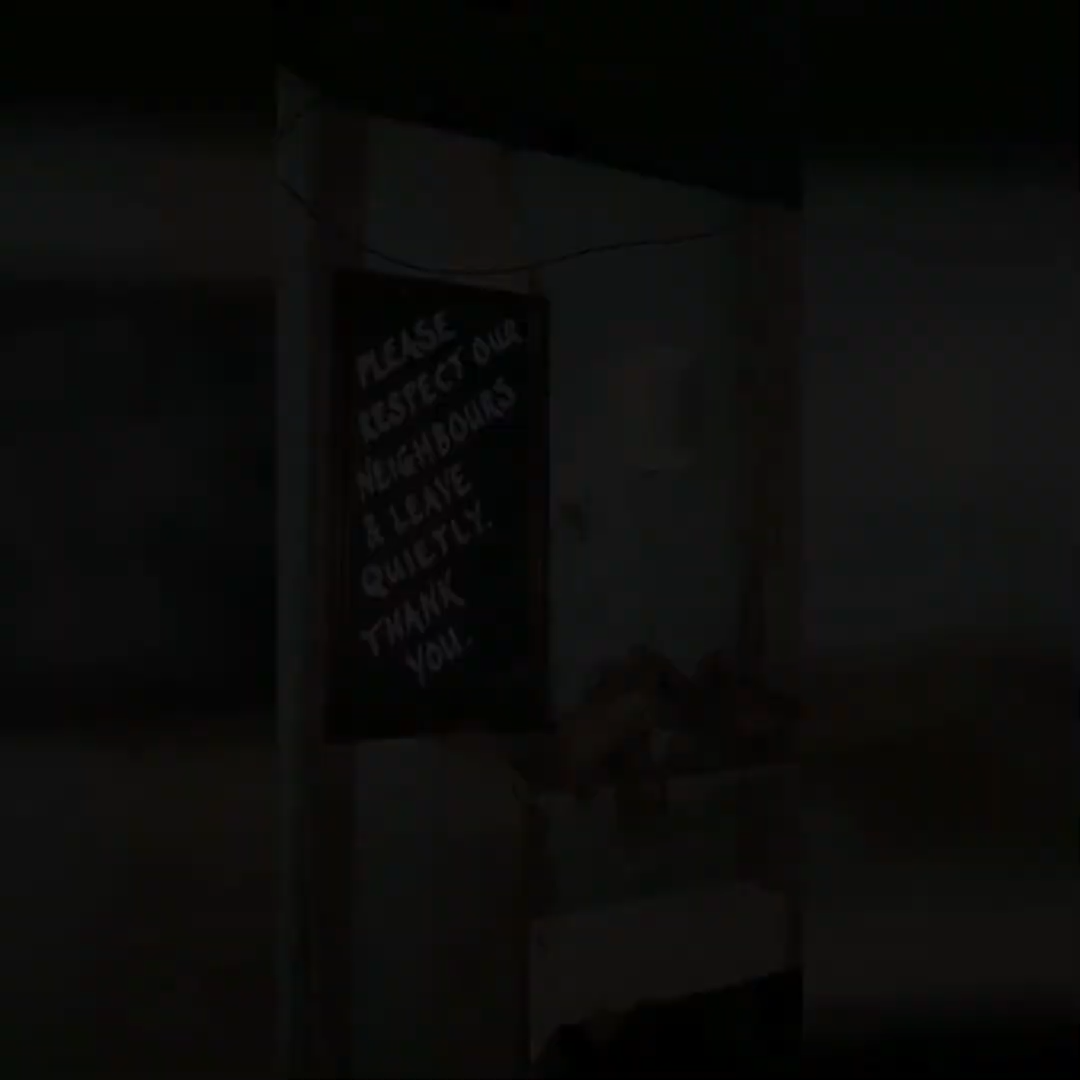 PLEASE
RESPECT OUR
NEIGHBOURS
& LEAVE
QUIETLY.
THANK
YOU.